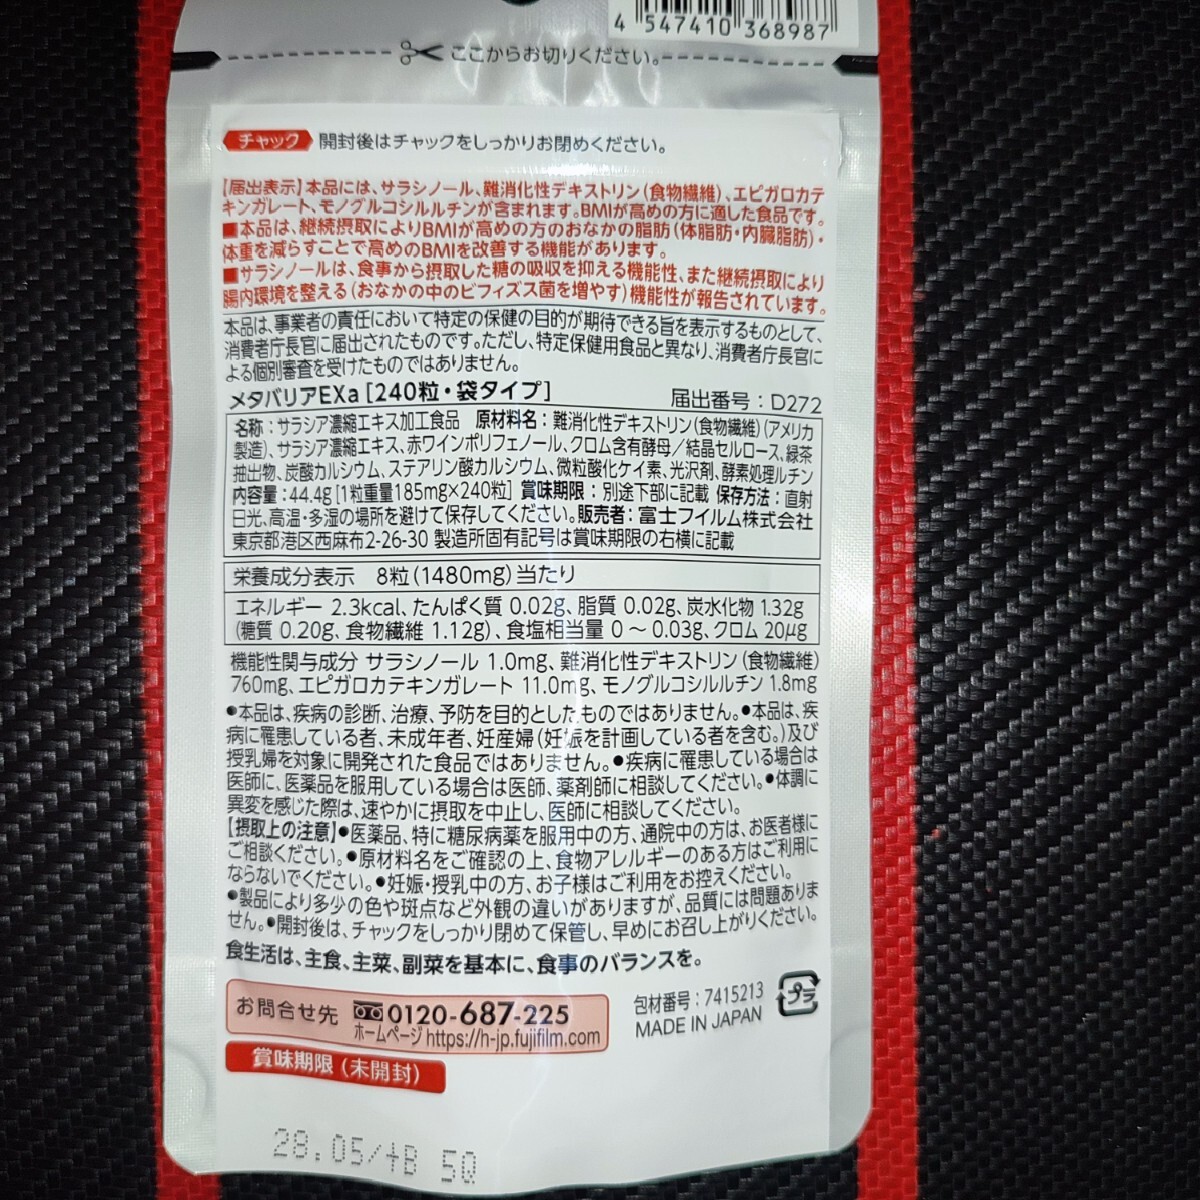 4 547410 368987
ここからお切りください。
チャック 開封後はチャックをしっかりお閉めください。
【届出表示】本品には、サラシノール、難消化性デキストリン(食物繊維)、エピガロカテ
キンガレート、モノグルコシルルチンが含まれます。BMIが高めの方に適した食品です。
■本品は、継続摂取によりBMIが高めの方のおなかの脂肪(体脂肪・内臓脂肪)・
体重を減らすことで高めのBMIを改善する機能があります。
■サラシノールは、食事から摂取した糖の吸収を抑える機能性、また継続摂取により
腸内環境を整える(おなかの中のビフィズス菌を増やす)機能性が報告されています。
本品は、事業者の責任において特定の保健の目的が期待できる旨を表示するものとして、
消費者庁長官に届出されたものです。ただし、特定保健用食品と異なり、消費者庁長官に
よる個別審査を受けたものではありません。
メタバリアEXa[240粒・袋タイプ] 届出番号：D272
名称：サラシア濃縮エキス加工食品 原材料名：難消化性デキストリン(食物繊維)(アメリカ
製造)、サラシア濃縮エキス、赤ワインポリフェノール、クロム含有酵母／結晶セルロース、緑茶
抽出物、炭酸カルシウム、ステアリン酸カルシウム、微粒酸化ケイ素、光沢剤、酵素処理ルチン
内容量：44.4g[1粒重量185mg×240粒] 賞味期限：別途下部に記載 保存方法：直射
日光、高温・多湿の場所を避けて保存してください。販売者：富士フイルム株式会社
東京都港区西麻布2-26-30 製造所固有記号は賞味期限の右横に記載
栄養成分表示 8粒(1480mg)当たり
エネルギー 2.3kcal、たんぱく質 0.02g、脂質 0.02g、炭水化物 1.32g
(糖質 0.20g、食物繊維 1.12g)、食塩相当量 0～0.03g、クロム 20μg
機能性関与成分 サラシノール 1.0mg、難消化性デキストリン(食物繊維)
760mg、エピガロカテキンガレート 11.0mg、モノグルコシルルチン 1.8mg
●本品は、疾病の診断、治療、予防を目的としたものではありません。●本品は、疾
病に罹患している者、未成年者、妊産婦(妊娠を計画している者を含む。)及び
授乳婦を対象に開発された食品ではありません。●疾病に罹患している場合は
医師に、医薬品を服用している場合は医師、薬剤師に相談してください。●体調に
異変を感じた際は、速やかに摂取を中止し、医師に相談してください。
【摂取上の注意】●医薬品、特に糖尿病薬を服用中の方、通院中の方は、お医者様に
ご相談ください。●原材料名をご確認の上、食物アレルギーのある方はご利用に
ならないでください。●妊娠・授乳中の方、お子様はご利用をお控えください。
●製品により多少の色や斑点など外観の違いがありますが、品質には問題ありま
せん。●開封後は、チャックをしっかり閉めて保管し、早めにお召し上がりください。
食生活は、主食、主菜、副菜を基本に、食事のバランスを。
お問合せ先 0120-687-225
ホームページ https://h-jp.fujifilm.com
包材番号：7415213
MADE IN JAPAN
プラ
賞味期限(未開封)
28.05/+B 5Q